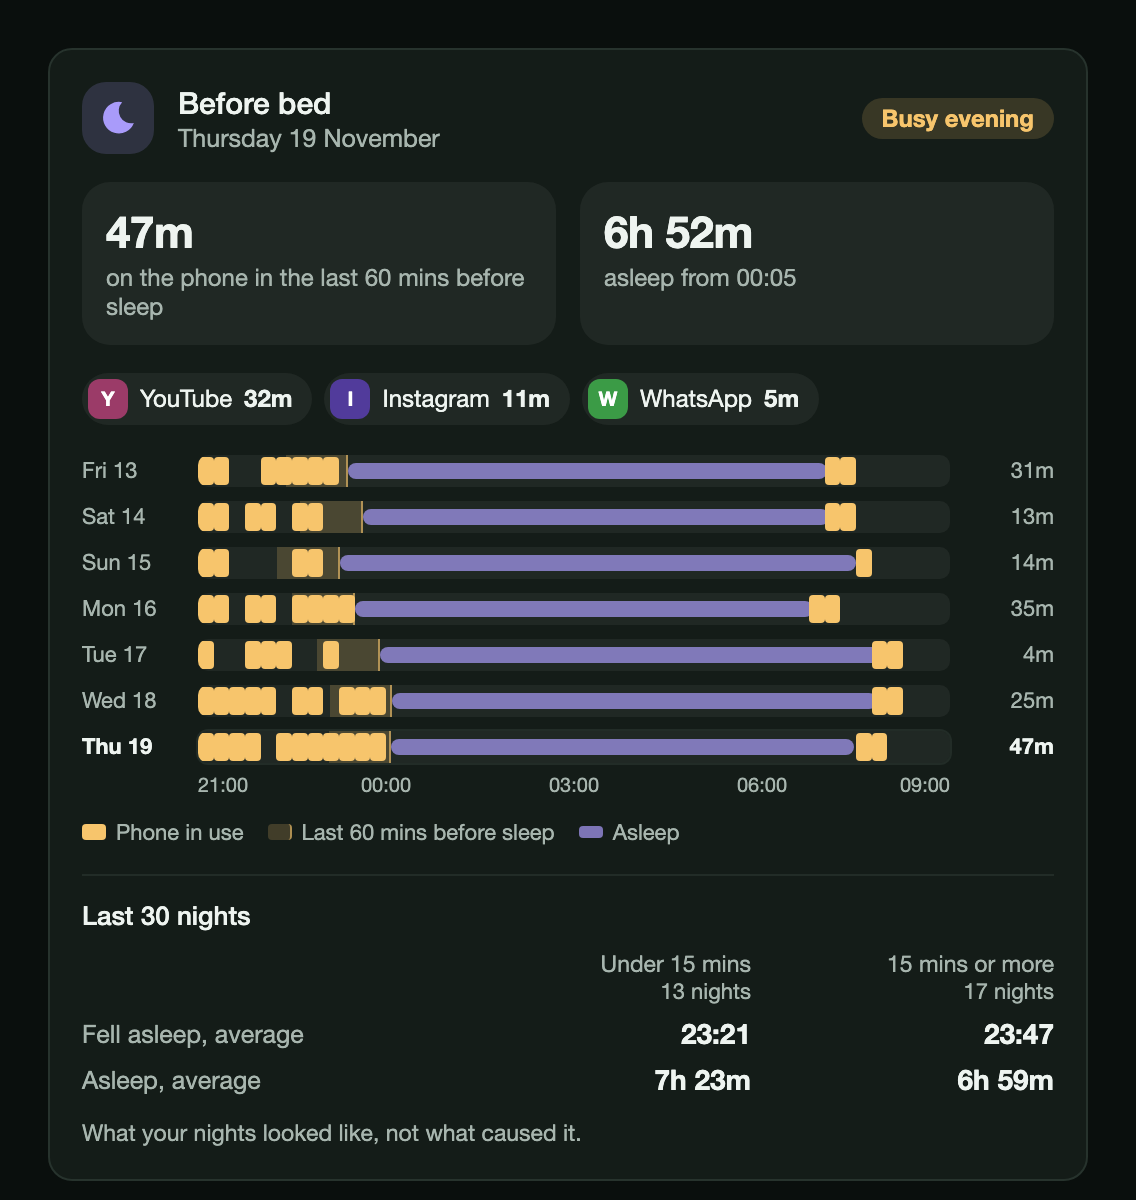 Before bed
Thursday 19 November
Busy evening
47m
on the phone in the last 60 mins before
sleep
6h 52m
asleep from 00:05
Y YouTube 32m
I Instagram 11m
W WhatsApp 5m
Fri 13 31m
Sat 14 13m
Sun 15 14m
Mon 16 35m
Tue 17 4m
Wed 18 25m
Thu 19 47m
21:00 00:00 03:00 06:00 09:00
Phone in use Last 60 mins before sleep Asleep
Last 30 nights
Under 15 mins 15 mins or more
13 nights 17 nights
Fell asleep, average 23:21 23:47
Asleep, average 7h 23m 6h 59m
What your nights looked like, not what caused it.